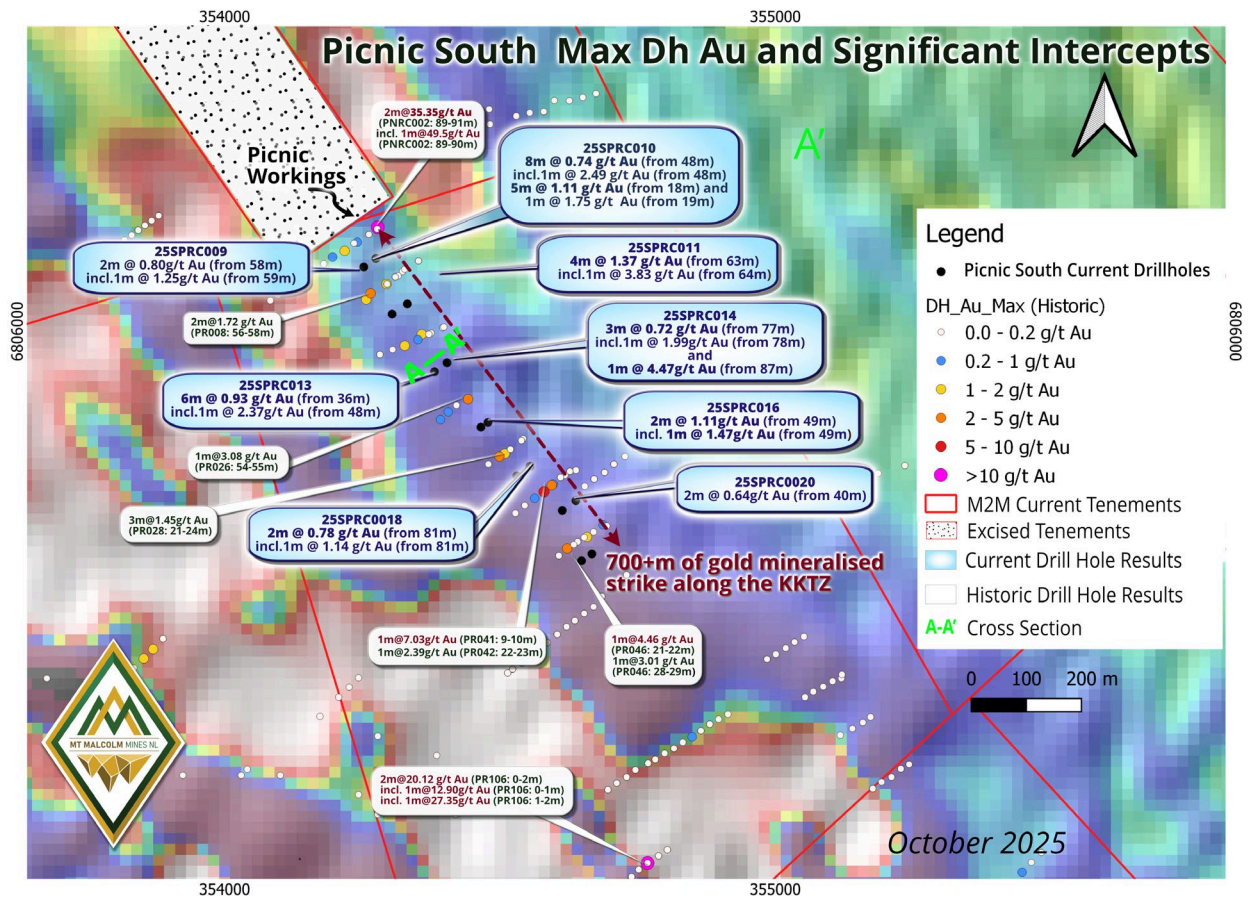 354000
355000
Picnic South Max Dh Au and Significant Intercepts
2m@35.35g/t Au
(PNRC002: 89-91m)
incl. 1m@49.5g/t Au
(PNRC002: 89-90m)
A'
Picnic
Workings
25SPRC010
8m @ 0.74 g/t Au (from 48m)
incl.1m @ 2.49 g/t Au (from 48m)
5m @ 1.11 g/t Au (from 18m) and
1m @ 1.75 g/t Au (from 19m)
25SPRC009
2m @ 0.80g/t Au (from 58m)
incl.1m @ 1.25g/t Au (from 59m)
25SPRC011
4m @ 1.37 g/t Au (from 63m)
incl.1m @ 3.83 g/t Au (from 64m)
2m@1.72 g/t Au
(PR008: 56-58m)
25SPRC014
3m @ 0.72 g/t Au (from 77m)
incl.1m @ 1.99g/t Au (from 78m)
and
1m @ 4.47g/t Au (from 87m)
A—A'
25SPRC013
6m @ 0.93 g/t Au (from 36m)
incl.1m @ 2.37g/t Au (from 48m)
25SPRC016
2m @ 1.11g/t Au (from 49m)
incl. 1m @ 1.47g/t Au (from 49m)
1m@3.08 g/t Au
(PR026: 54-55m)
25SPRC0020
2m @ 0.64g/t Au (from 40m)
3m@1.45g/t Au
(PR028: 21-24m)
25SPRC0018
2m @ 0.78 g/t Au (from 81m)
incl.1m @ 1.14 g/t Au (from 81m)
700+m of gold mineralised
strike along the KKTZ
1m@7.03g/t Au (PR041: 9-10m)
1m@2.39g/t Au (PR042: 22-23m)
1m@4.46 g/t Au
(PR046: 21-22m)
1m@3.01 g/t Au
(PR046: 28-29m)
2m@20.12 g/t Au (PR106: 0-2m)
incl. 1m@12.90g/t Au (PR106: 0-1m)
incl. 1m@27.35g/t Au (PR106: 1-2m)
6896000
6896000
Legend
Picnic South Current Drillholes
DH_Au_Max (Historic)
0.0 - 0.2 g/t Au
0.2 - 1 g/t Au
1 - 2 g/t Au
2 - 5 g/t Au
5 - 10 g/t Au
>10 g/t Au
M2M Current Tenements
Excised Tenements
Current Drill Hole Results
Historic Drill Hole Results
A-A' Cross Section
0 100 200 m
MT MALCOLM MINES NL
October 2025
354000
355000